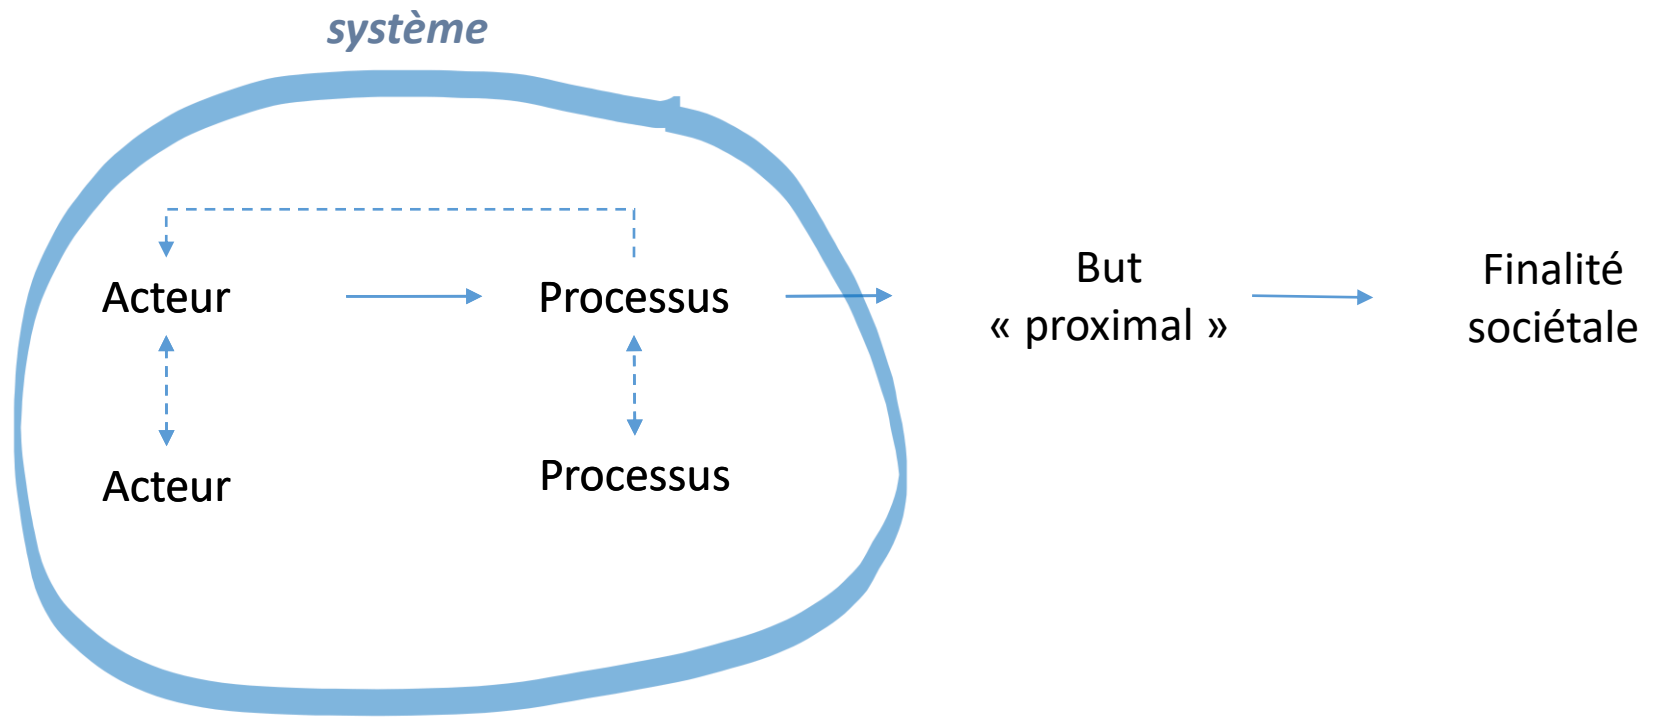 système
Acteur
Processus
But
« proximal »
Finalité
sociétale
Acteur
Processus